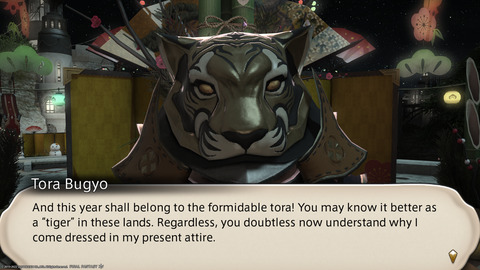 Tora Bugyo
And this year shall belong to the formidable tora! You may know it better as
a "tiger" in these lands. Regardless, you doubtless now understand why I
come dressed in my present attire.